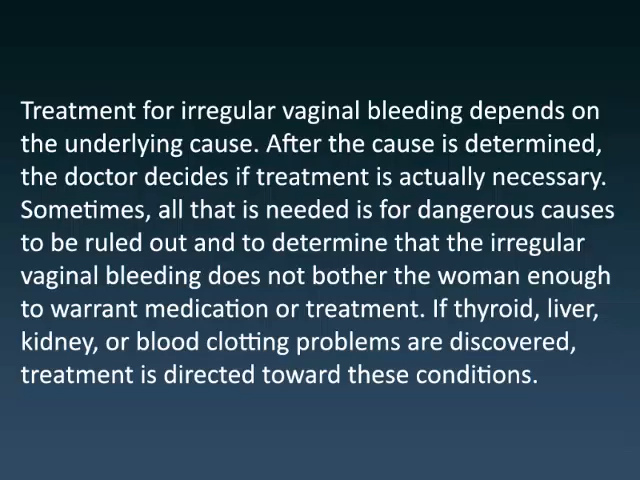 Treatment for irregular vaginal bleeding depends on
the underlying cause. After the cause is determined,
the doctor decides if treatment is actually necessary.
Sometimes, all that is needed is for dangerous causes
to be ruled out and to determine that the irregular
vaginal bleeding does not bother the woman enough
to warrant medication or treatment. If thyroid, liver,
kidney, or blood clotting problems are discovered,
treatment is directed toward these conditions.